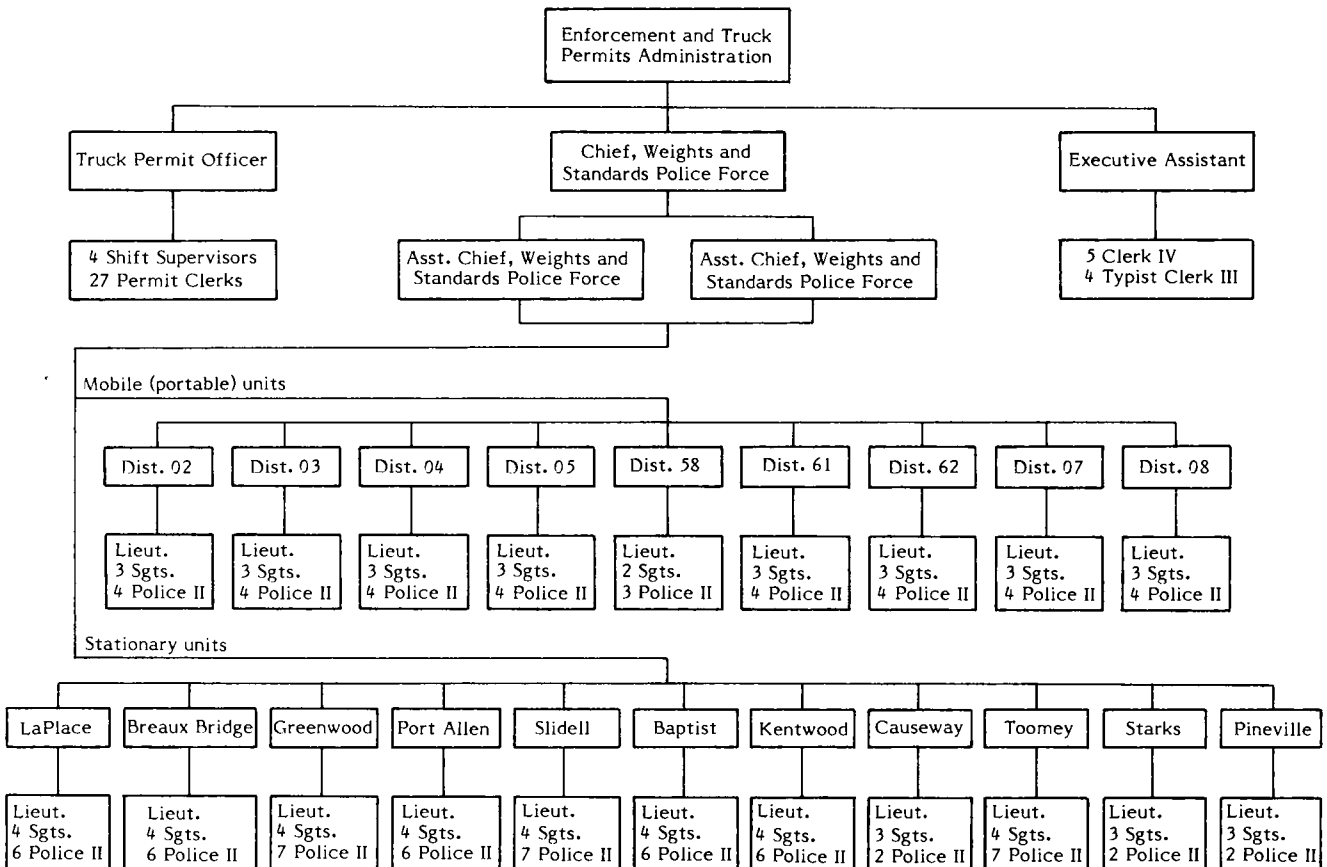 Enforcement and Truck
Permits Administration
Truck Permit Officer
Chief, Weights and
Standards Police Force
Executive Assistant
4 Shift Supervisors
27 Permit Clerks
Asst. Chief, Weights and
Standards Police Force
Asst. Chief, Weights and
Standards Police Force
5 Clerk IV
4 Typist Clerk III
Mobile (portable) units
Dist. 02
Dist. 03
Dist. 04
Dist. 05
Dist. 58
Dist. 61
Dist. 62
Dist. 07
Dist. 08
Lieut.
3 Sgts.
4 Police II
Lieut.
3 Sgts.
4 Police II
Lieut.
3 Sgts.
4 Police II
Lieut.
3 Sgts.
4 Police II
Lieut.
2 Sgts.
3 Police II
Lieut.
3 Sgts.
4 Police II
Lieut.
3 Sgts.
4 Police II
Lieut.
3 Sgts.
4 Police II
Lieut.
3 Sgts.
4 Police II
Stationary units
LaPlace
Breaux Bridge
Greenwood
Port Allen
Slidell
Baptist
Kentwood
Causeway
Toomey
Starks
Pineville
Lieut.
4 Sgts.
6 Police II
Lieut.
4 Sgts.
6 Police II
Lieut.
4 Sgts.
7 Police II
Lieut.
4 Sgts.
6 Police II
Lieut.
4 Sgts.
7 Police II
Lieut.
4 Sgts.
6 Police II
Lieut.
4 Sgts.
6 Police II
Lieut.
3 Sgts.
2 Police II
Lieut.
4 Sgts.
7 Police II
Lieut.
3 Sgts.
2 Police II
Lieut.
3 Sgts.
2 Police II